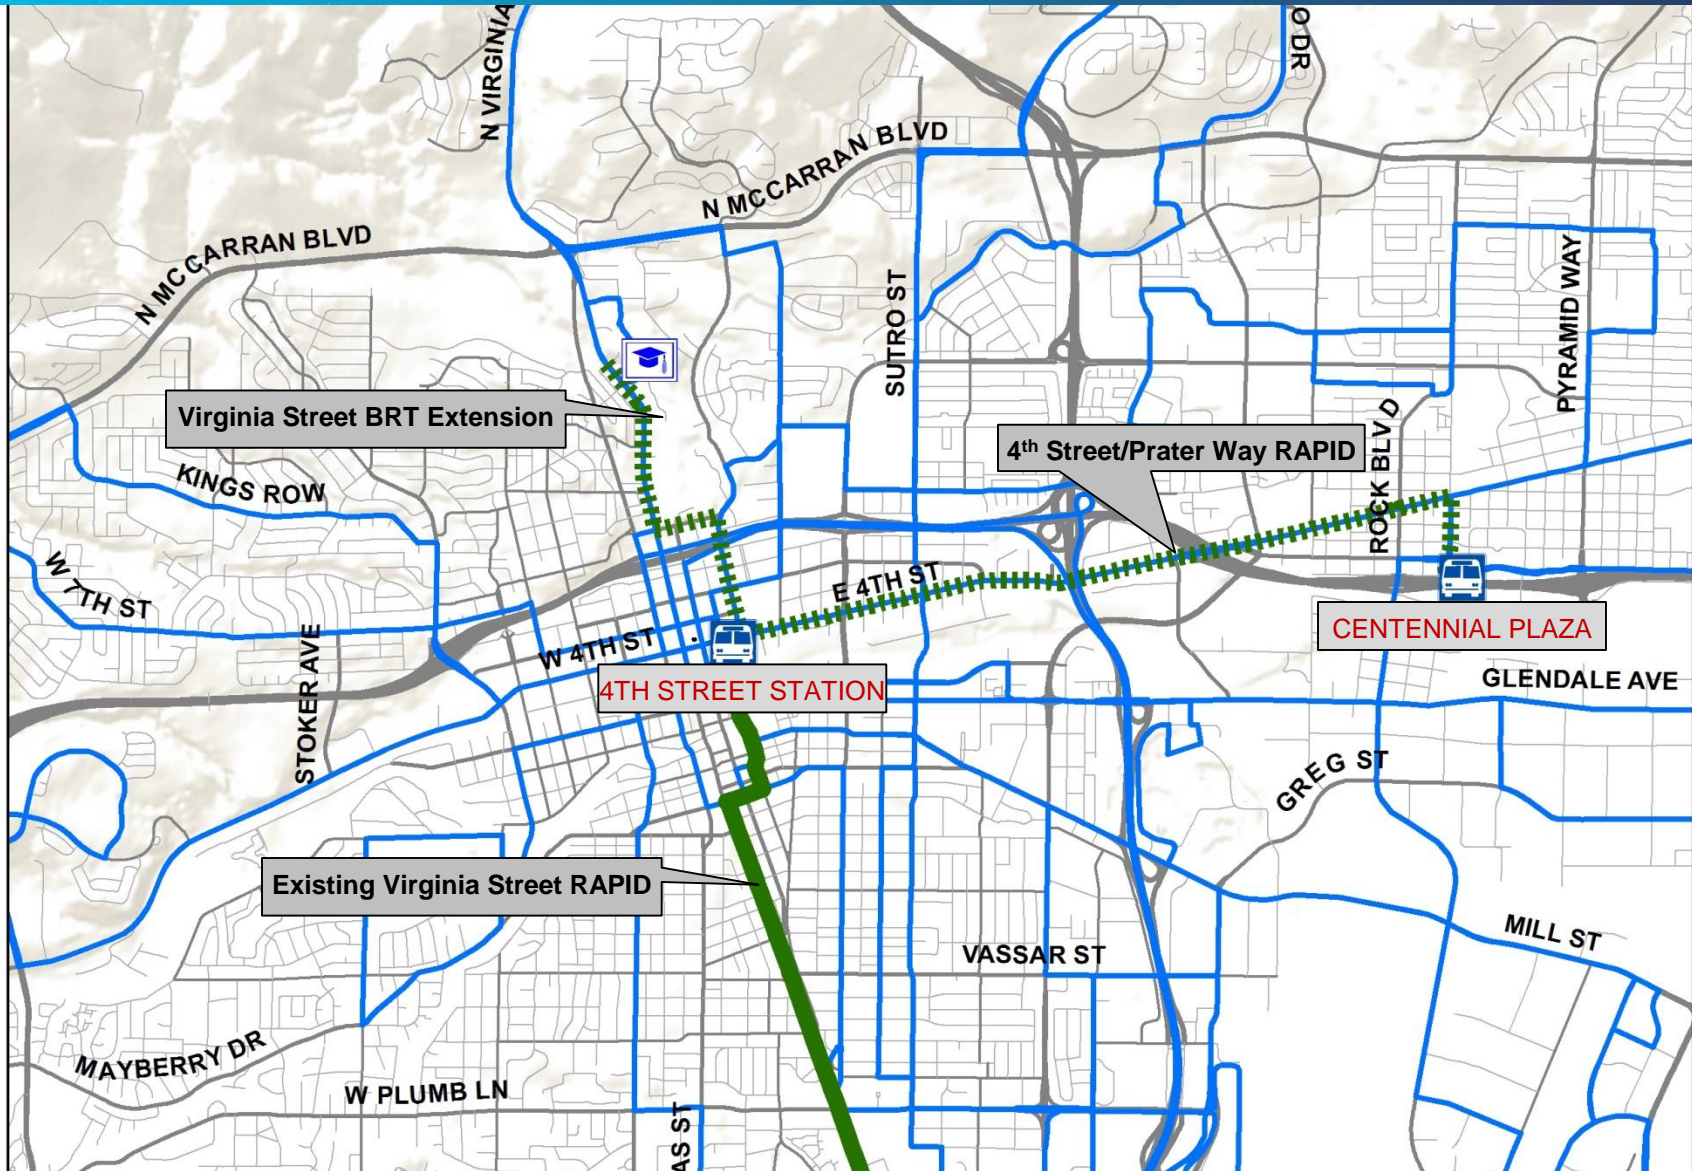 N VIRGINIA
O DR
N MCCARRAN BLVD
N MCCARRAN BLVD
SUTRO ST
PYRAMID WAY
Virginia Street BRT Extension
4th Street/Prater Way RAPID
ROCK BLVD
KINGS ROW
W 7TH ST
E 4TH ST
W 4TH ST
CENTENNIAL PLAZA
STOKER AVE
4TH STREET STATION
GLENDALE AVE
GREG ST
Existing Virginia Street RAPID
VASSAR ST
MILL ST
MAYBERRY DR
W PLUMB LN
AS ST